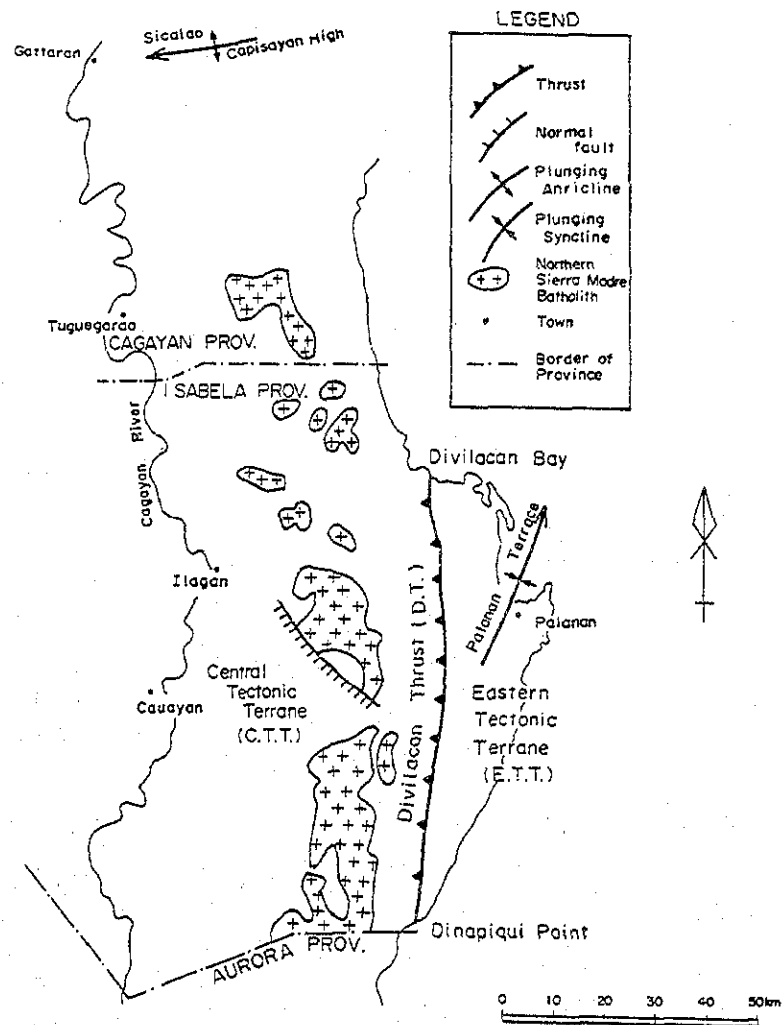 LEGEND
Thrust
Normal
fault
Plunging
Anricline
Plunging
Syncline
Northern
Sierra Madre
Batholith
Town
Border of
Province
Sicalao
Capisayan High
Gattaran
Tuguegarao
CAGAYAN PROV.
ISABELA PROV.
Cagayan River
Divilacan Bay
Ilagan
Palanan Terrace
Palanan
Central
Tectonic
Terrane
(C.T.T.)
Cauayan
Divilacan Thrust (D.T.)
Eastern
Tectonic
Terrane
(E.T.T.)
Dinapiqui Point
AURORA PROV.
0 10 20 30 40 50km